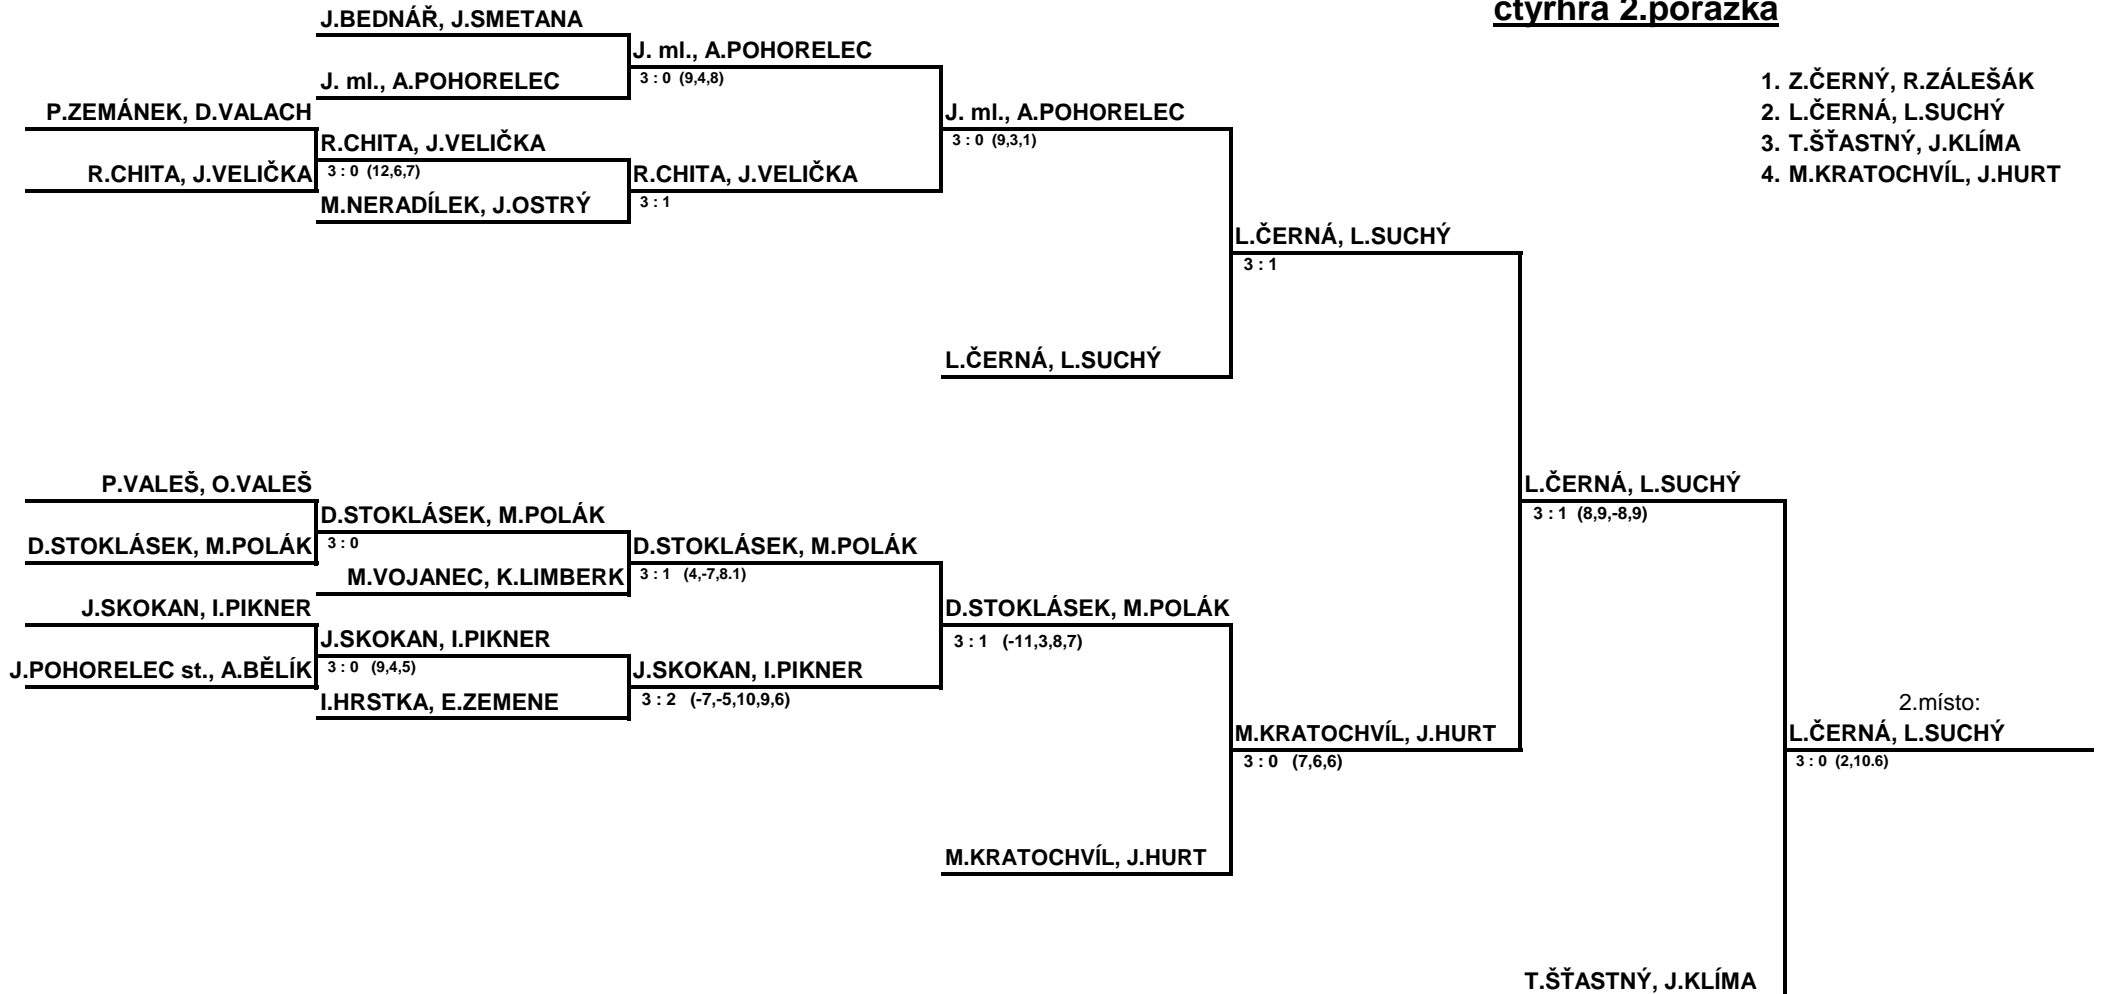 čtyřhra 2.porážka
J.BEDNÁŘ, J.SMETANA
J. ml., A.POHORELEC
J. ml., A.POHORELEC
3 : 0 (9,4,8)
1. Z.ČERNÝ, R.ZÁLEŠÁK
2. L.ČERNÁ, L.SUCHÝ
3. T.ŠŤASTNÝ, J.KLÍMA
4. M.KRATOCHVÍL, J.HURT
P.ZEMÁNEK, D.VALACH
J. ml., A.POHORELEC
3 : 0 (9,3,1)
R.CHITA, J.VELIČKA
R.CHITA, J.VELIČKA
3 : 0 (12,6,7)
R.CHITA, J.VELIČKA
3 : 1
M.NERADÍLEK, J.OSTRÝ
L.ČERNÁ, L.SUCHÝ
3 : 1
L.ČERNÁ, L.SUCHÝ
P.VALEŠ, O.VALEŠ
L.ČERNÁ, L.SUCHÝ
3 : 1 (8,9,-8,9)
D.STOKLÁSEK, M.POLÁK
D.STOKLÁSEK, M.POLÁK
3 : 0
D.STOKLÁSEK, M.POLÁK
3 : 1 (4,-7,8.1)
M.VOJANEC, K.LIMBERK
J.SKOKAN, I.PIKNER
D.STOKLÁSEK, M.POLÁK
3 : 1 (-11,3,8,7)
J.SKOKAN, I.PIKNER
J.POHORELEC st., A.BĚLÍK
3 : 0 (9,4,5)
J.SKOKAN, I.PIKNER
3 : 2 (-7,-5,10,9,6)
I.HRSTKA, E.ZEMENE
2.místo:
M.KRATOCHVÍL, J.HURT
3 : 0 (7,6,6)
L.ČERNÁ, L.SUCHÝ
3 : 0 (2,10.6)
M.KRATOCHVÍL, J.HURT
T.ŠŤASTNÝ, J.KLÍMA